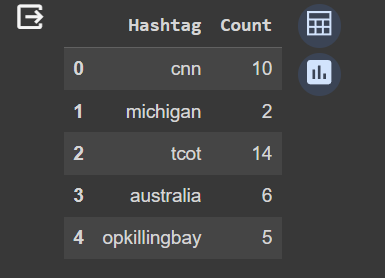 Hashtag Count
0 cnn 10
1 michigan 2
2 tcot 14
3 australia 6
4 opkillingbay 5